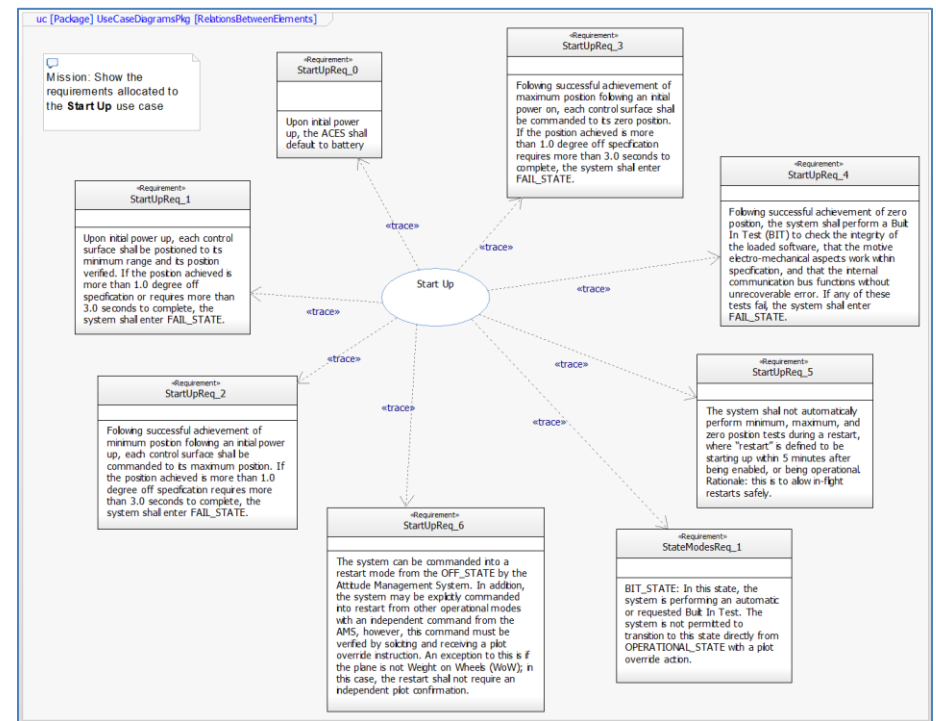 uc [Package] UseCaseDiagramsPkg [RelationsBetweenElements]
Mission: Show the
requirements allocated to
the Start Up use case
«Requirement»
StartUpReq_0
Upon initial power
up, the ACES shall
default to battery
«Requirement»
StartUpReq_3
Following successful achievement of
maximum position following an initial
power on, each control surface shall
be commanded to its zero position.
If the position achieved is more
than 1.0 degree off specification
requires more than 3.0 seconds to
complete, the system shall enter
FAIL_STATE.
«Requirement»
StartUpReq_4
Following successful achievement of zero
position, the system shall perform a Built
In Test (BIT) to check the integrity of
the loaded software, that the motive
electro-mechanical aspects work within
specification, and that the internal
communication bus functions without
unrecoverable error. If any of these
tests fail, the system shall enter
FAIL_STATE.
«Requirement»
StartUpReq_1
Upon initial power up, each control
surface shall be positioned to its
minimum range and its position
verified. If the position achieved is
more than 1.0 degree off
specification or requires more than
3.0 seconds to complete, the
system shall enter FAIL_STATE.
«trace»
«trace»
Start Up
«trace»
«trace»
«trace»
«trace»
«trace»
«trace»
«Requirement»
StartUpReq_2
Following successful achievement of
minimum position following an initial power
up, each control surface shall be
commanded to its maximum position. If
the position achieved is more than 1.0
degree off specification requires more
than 3.0 seconds to complete, the
system shall enter FAIL_STATE.
«Requirement»
StartUpReq_5
The system shall not automatically
perform minimum, maximum, and
zero position tests during a restart,
where "restart" is defined to be
starting up within 5 minutes after
being enabled, or being operational.
Rationale: this is to allow in-flight
restarts safely.
«Requirement»
StartUpReq_6
The system can be commanded into a
restart mode from the OFF_STATE by the
Attitude Management System. In addition,
the system may be explicitly commanded
into restart from other operational modes
with an independent command from the
AMS, however, this command must be
verified by soliciting and receiving a pilot
override instruction. An exception to this is if
the plane is not Weight on Wheels (WoW); in
this case, the restart shall not require an
independent pilot confirmation.
«Requirement»
StateModesReq_1
BIT_STATE: In this state, the
system is performing an automatic
or requested Built In Test. The
system is not permitted to
transition to this state directly from
OPERATIONAL_STATE with a pilot
override action.